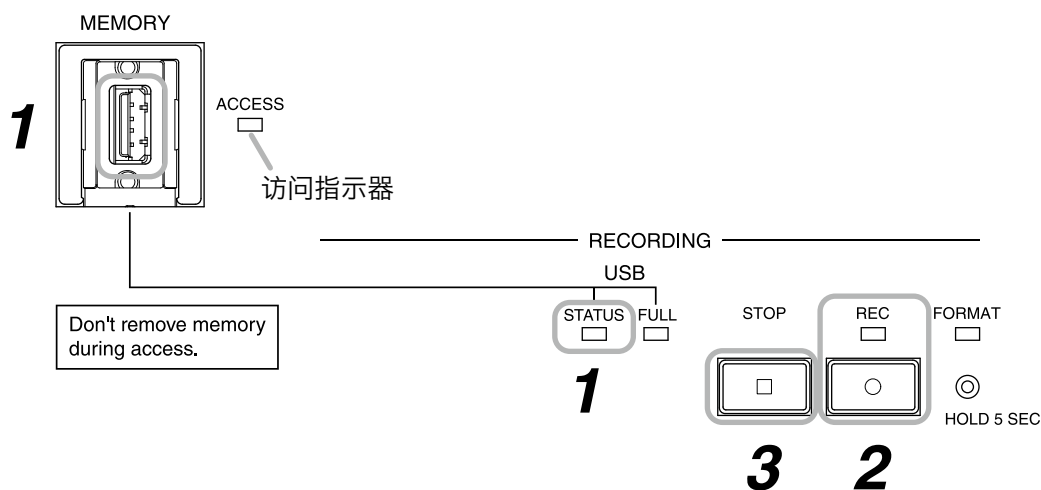 MEMORY
1
ACCESS
访问指示器
RECORDING
USB
Don't remove memory
during access.
STATUS
FULL
STOP
REC
FORMAT
1
HOLD 5 SEC
3
2